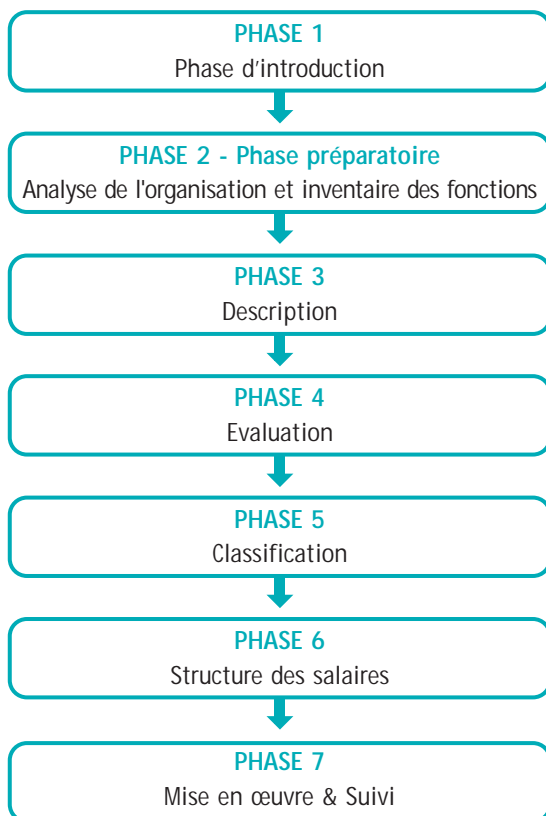 PHASE 1
Phase d'introduction
PHASE 2 - Phase préparatoire
Analyse de l'organisation et inventaire des fonctions
PHASE 3
Description
PHASE 4
Evaluation
PHASE 5
Classification
PHASE 6
Structure des salaires
PHASE 7
Mise en œuvre & Suivi